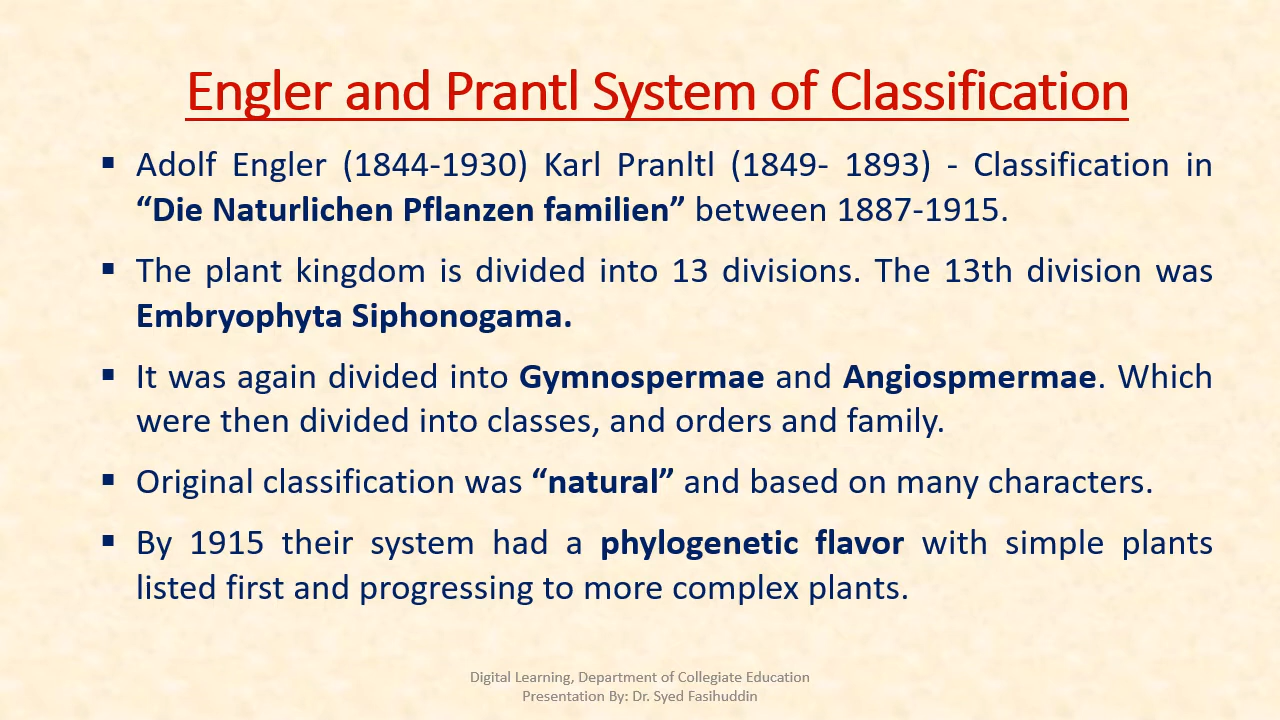 Engler and Prantl System of Classification
▪ Adolf Engler (1844-1930) Karl Pranltl (1849- 1893) - Classification in
“Die Naturlichen Pflanzen familien” between 1887-1915.
▪ The plant kingdom is divided into 13 divisions. The 13th division was
Embryophyta Siphonogama.
▪ It was again divided into Gymnospermae and Angiospmermae. Which
were then divided into classes, and orders and family.
▪ Original classification was “natural” and based on many characters.
▪ By 1915 their system had a phylogenetic flavor with simple plants
listed first and progressing to more complex plants.
Digital Learning, Department of Collegiate Education
Presentation By: Dr. Syed Fasihuddin